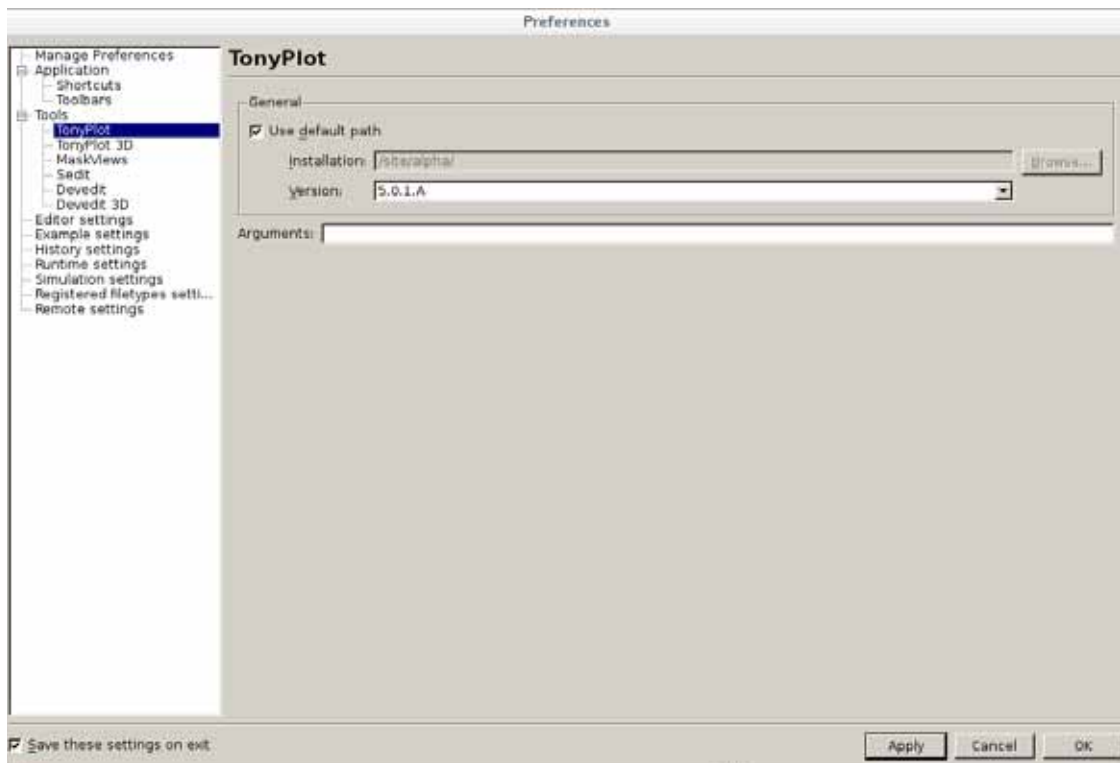 Preferences
Manage Preferences
Application
Shortcuts
Toolbars
Tools
TonyPlot
TonyPlot 3D
MaskViews
Sedit
Devedit
Devedit 3D
Editor settings
Example settings
History settings
Runtime settings
Simulation settings
Registered filetypes setti...
Remote settings
TonyPlot
General
Use default path
Installation: /site/alpha/ Browse...
Version: 5.0.1.A
Arguments:
Save these settings on exit
Apply Cancel OK